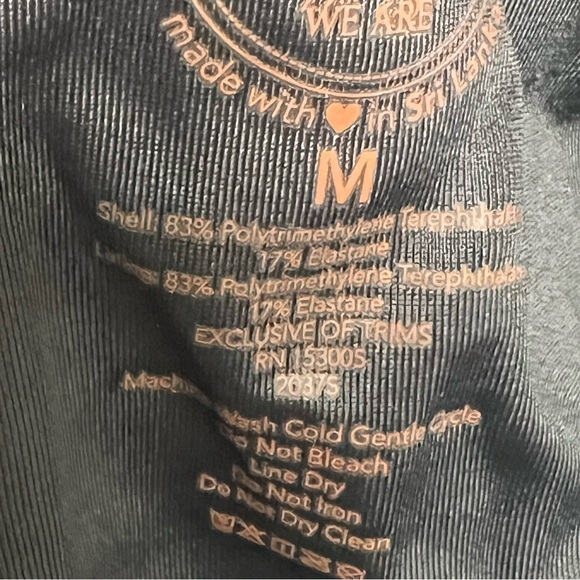 WE ARE
made with ❤ in Sri Lanka
M
Shell: 83% Polytrimethylene Terephthalate
17% Elastane
83% Polytrimethylene Terephthalate
17% Elastane
EXCLUSIVE OF TRIMS
RN 153005
20375
Machine Wash Cold Gentle Cycle
Do Not Bleach
Line Dry
Do Not Iron
Do Not Dry Clean